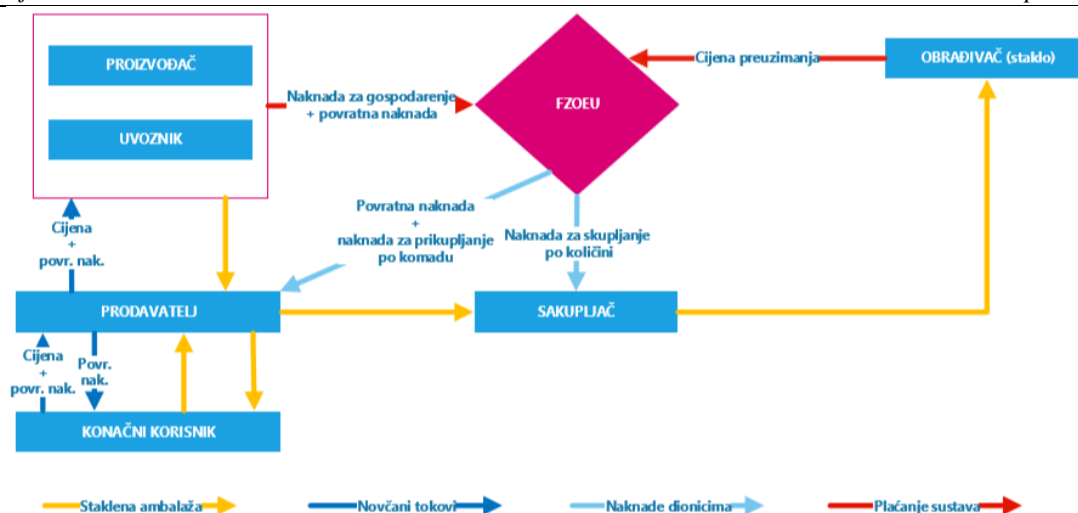 PROIZVOĐAČ
UVOZNIK
Naknada za gospodarenje
+ povratna naknada
FZOEU
Cijena preuzimanja
OBRAĐIVAČ (staklo)
Cijena
+
povr. nak.
Povratna naknada
+
naknada za prikupljanje
po komadu
Naknada za skupljanje
po količini
PRODAVATELJ
SAKUPLJAČ
Cijena
+
povr. nak.
Povr.
nak.
KONAČNI KORISNIK
Staklena ambalaža
Novčani tokovi
Naknade dionicima
Plaćanje sustava